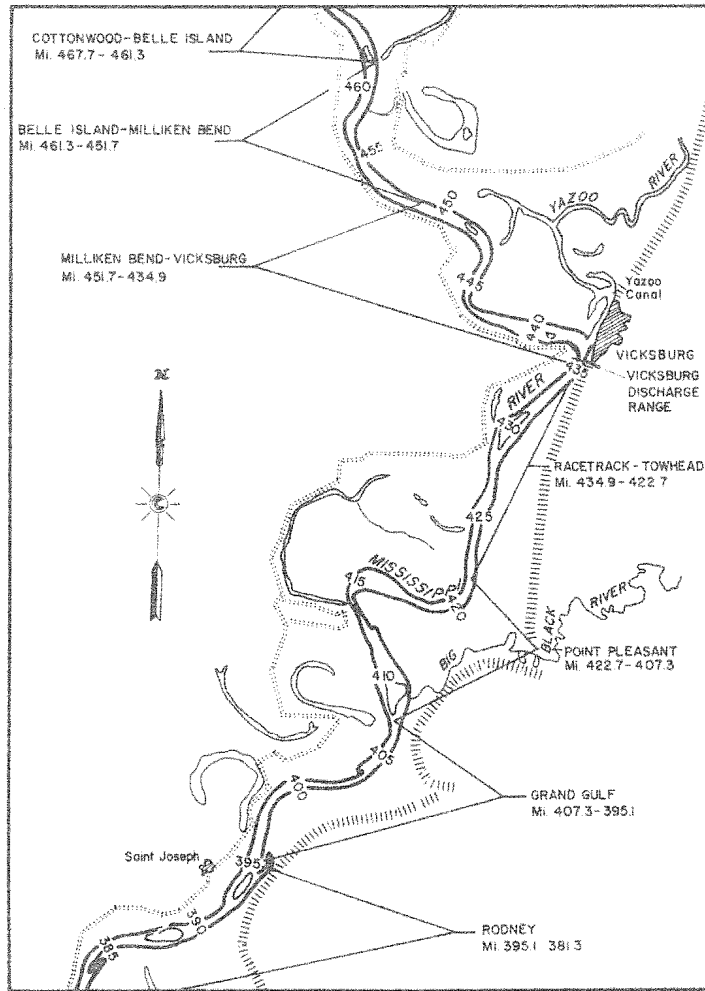 COTTONWOOD-BELLE ISLAND
Mi. 467.7 - 461.3
460
BELLE ISLAND-MILLIKEN BEND
Mi. 461.3-451.7
455
450
YAZOO
RIVER
MILLIKEN BEND-VICKSBURG
Mi. 451.7-434.9
445
Yazoo
Canal
440
VICKSBURG
435
VICKSBURG
DISCHARGE
RANGE
N
RIVER
430
RACETRACK - TOWHEAD
Mi. 434.9 - 422.7
425
MISSISSIPPI
415
420
BIG
BLACK
RIVER
POINT PLEASANT
Mi. 422.7-407.3
410
405
400
GRAND GULF
Mi. 407.3-395.1
Saint Joseph
395
390
RODNEY
Mi. 395.1 381.3
385